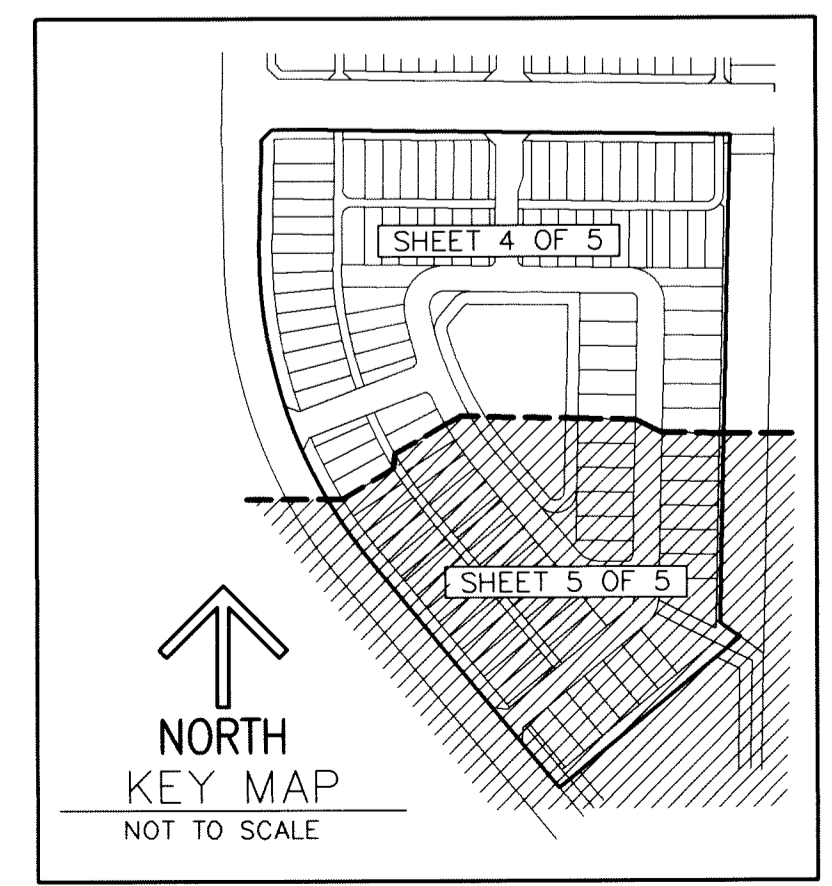 SHEET 4 OF 5
SHEET 5 OF 5
NORTH
KEY MAP
NOT TO SCALE